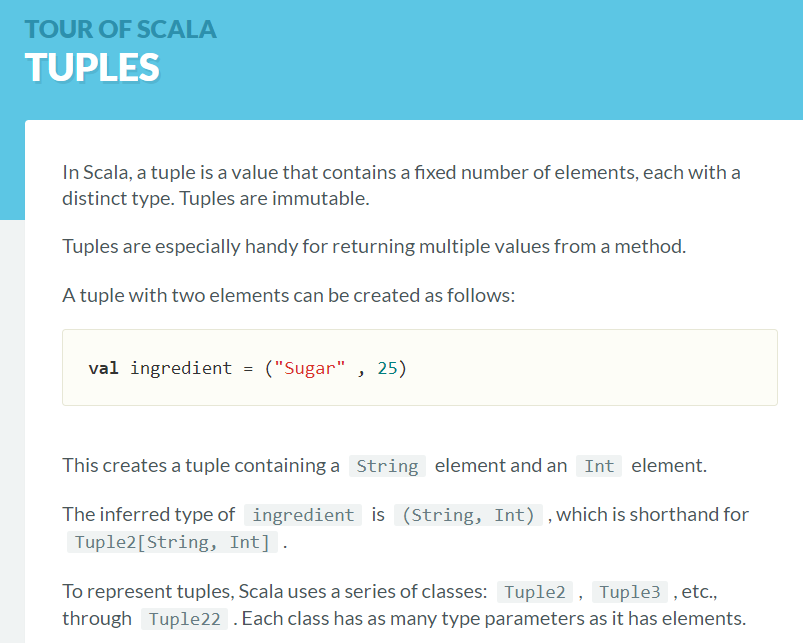 TOUR OF SCALA
TUPLES
In Scala, a tuple is a value that contains a fixed number of elements, each with a
distinct type. Tuples are immutable.
Tuples are especially handy for returning multiple values from a method.
A tuple with two elements can be created as follows:
val ingredient = ("Sugar" , 25)
This creates a tuple containing a String element and an Int element.
The inferred type of ingredient is (String, Int) , which is shorthand for
Tuple2[String, Int] .
To represent tuples, Scala uses a series of classes: Tuple2 , Tuple3 , etc.,
through Tuple22 . Each class has as many type parameters as it has elements.